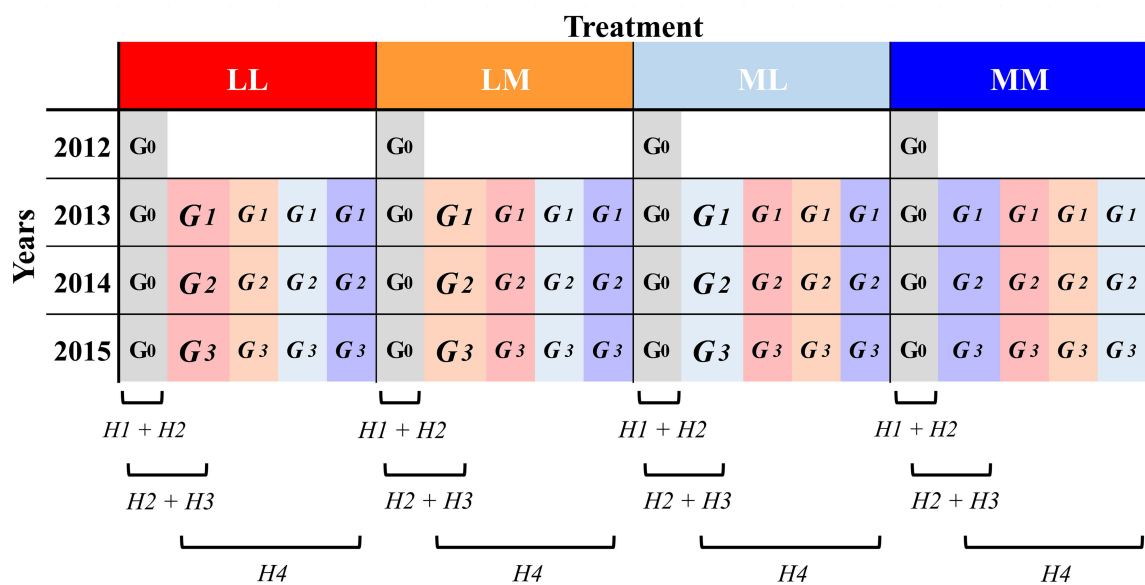 Treatment
LL LM ML MM
Years
2012 G0 G0 G0 G0
2013 G0 G1 G1 G1 G1 G0 G1 G1 G1 G1 G0 G1 G1 G1 G1 G0 G1 G1 G1 G1
2014 G0 G2 G2 G2 G2 G0 G2 G2 G2 G2 G0 G2 G2 G2 G2 G0 G2 G2 G2 G2
2015 G0 G3 G3 G3 G3 G0 G3 G3 G3 G3 G0 G3 G3 G3 G3 G0 G3 G3 G3 G3
H1 + H2 H1 + H2 H1 + H2 H1 + H2
H2 + H3 H2 + H3 H2 + H3 H2 + H3
H4 H4 H4 H4